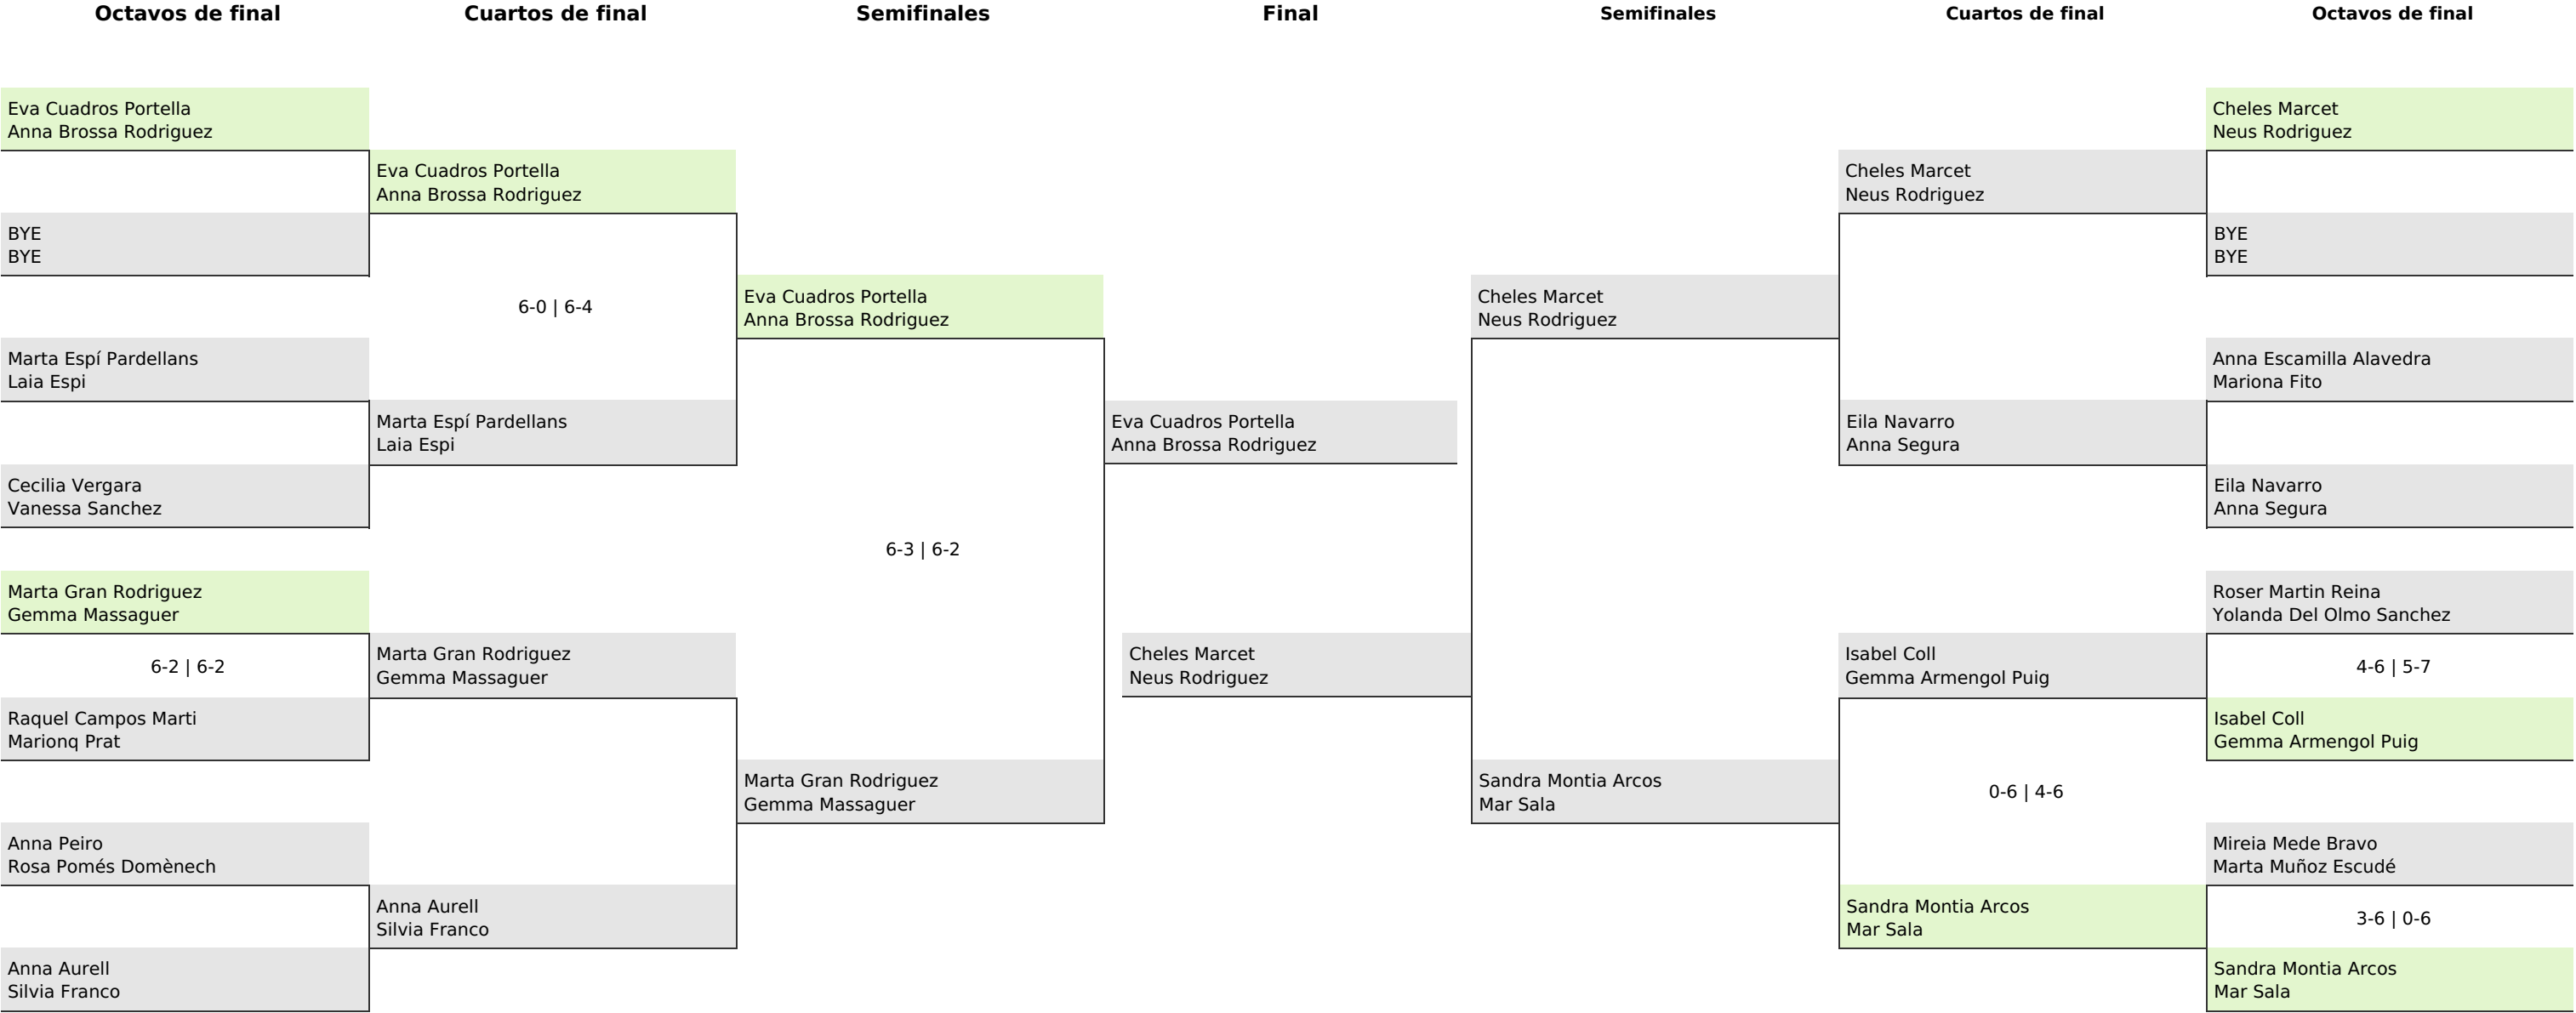 Octavos de final
Cuartos de final
Semifinales
Final
Semifinales
Cuartos de final
Octavos de final
Eva Cuadros Portella
Anna Brossa Rodriguez
BYE
BYE
Marta Espí Pardellans
Laia Espi
Cecilia Vergara
Vanessa Sanchez
Marta Gran Rodriguez
Gemma Massaguer
6-2 | 6-2
Raquel Campos Marti
Marionq Prat
Anna Peiro
Rosa Pomés Domènech
Anna Aurell
Silvia Franco
Eva Cuadros Portella
Anna Brossa Rodriguez
6-0 | 6-4
Marta Espí Pardellans
Laia Espi
Marta Gran Rodriguez
Gemma Massaguer
Anna Aurell
Silvia Franco
Eva Cuadros Portella
Anna Brossa Rodriguez
6-3 | 6-2
Marta Gran Rodriguez
Gemma Massaguer
Eva Cuadros Portella
Anna Brossa Rodriguez
Cheles Marcet
Neus Rodriguez
Cheles Marcet
Neus Rodriguez
Sandra Montia Arcos
Mar Sala
Cheles Marcet
Neus Rodriguez
Eila Navarro
Anna Segura
Isabel Coll
Gemma Armengol Puig
0-6 | 4-6
Sandra Montia Arcos
Mar Sala
Cheles Marcet
Neus Rodriguez
BYE
BYE
Anna Escamilla Alavedra
Mariona Fito
Eila Navarro
Anna Segura
Roser Martin Reina
Yolanda Del Olmo Sanchez
4-6 | 5-7
Isabel Coll
Gemma Armengol Puig
Mireia Mede Bravo
Marta Muñoz Escudé
3-6 | 0-6
Sandra Montia Arcos
Mar Sala